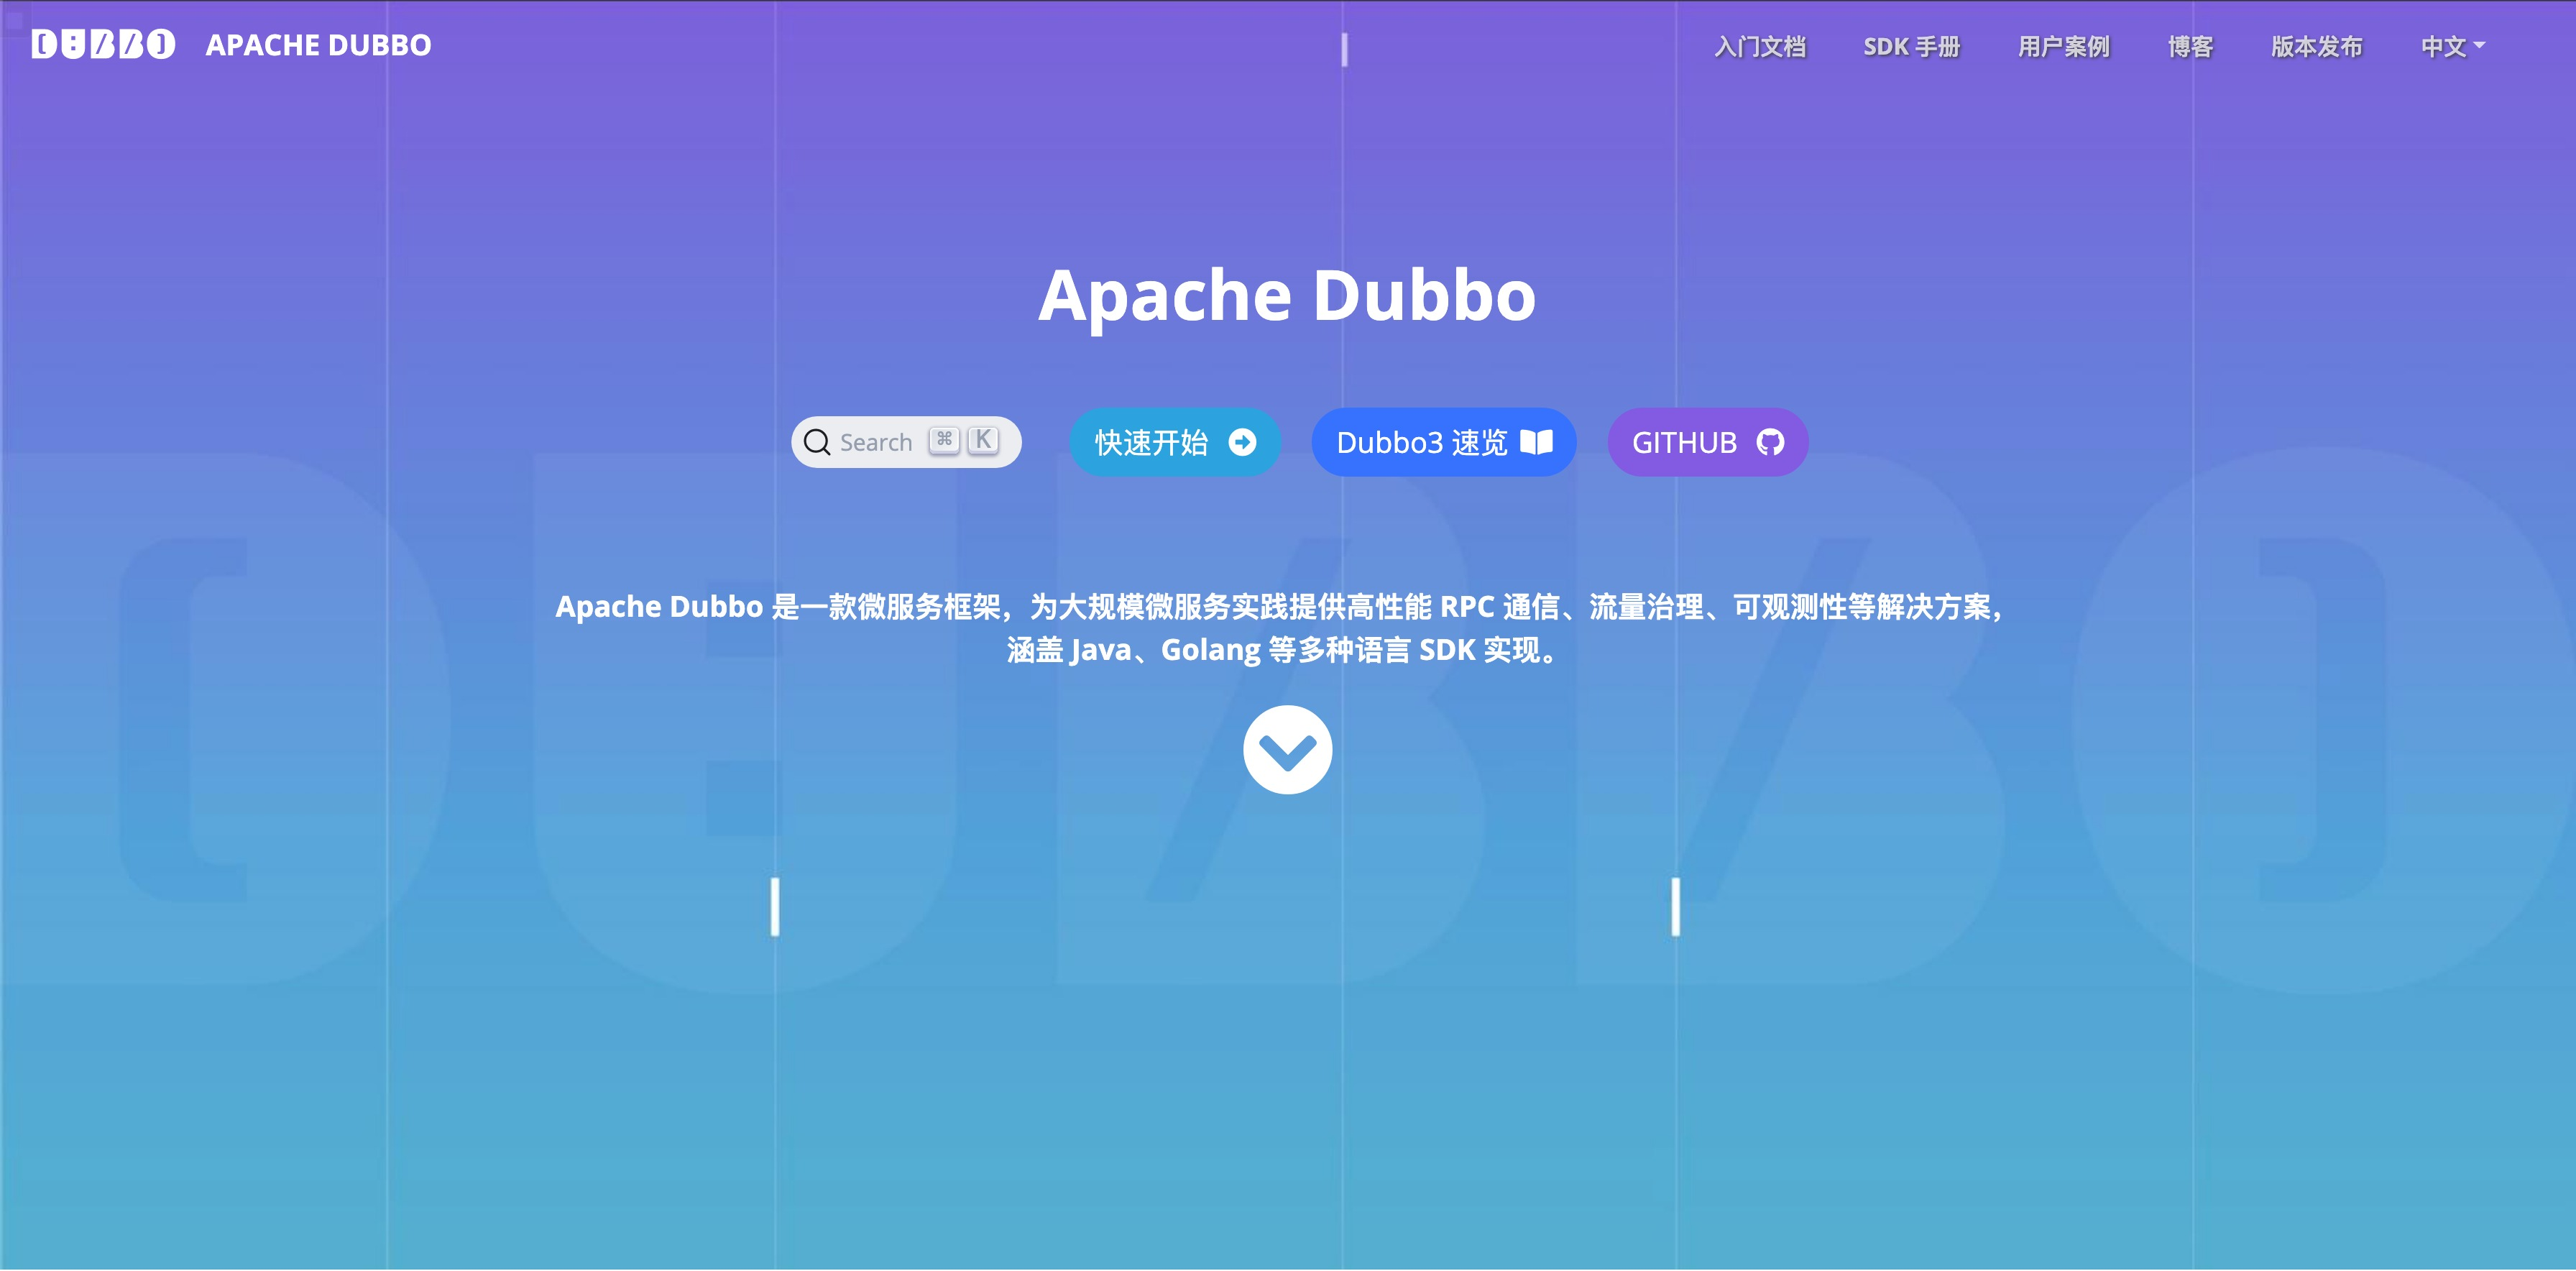 DUBBO APACHE DUBBO 入门文档 SDK 手册 用户案例 博客 版本发布 中文
Apache Dubbo
Search ⌘ K 快速开始 Dubbo3 速览 GITHUB
Apache Dubbo 是一款微服务框架，为大规模微服务实践提供高性能 RPC 通信、流量治理、可观测性等解决方案，
涵盖 Java、Golang 等多种语言 SDK 实现。
DUBBO